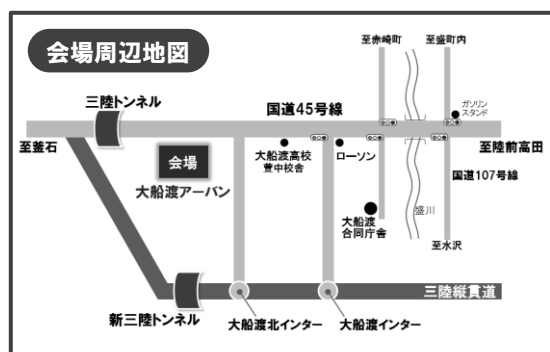 会場周辺地図
至赤崎町
至盛町内
三陸トンネル
国道45号線
ガソリン
スタンド
至釜石
会場
大船渡アーバン
大船渡高校
萱中校舎
ローソン
至陸前高田
国道107号線
大船渡
合同庁舎
盛川
至水沢
三陸縦貫道
新三陸トンネル
大船渡北インター
大船渡インター